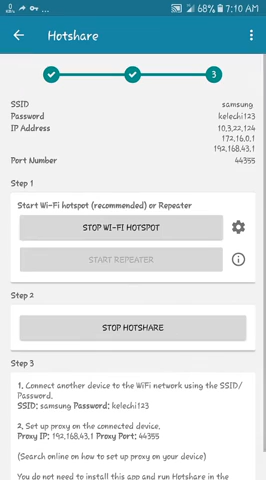 68% 7:10 AM
Hotshare
3
SSID samsung
Password kelechi123
IP Address 10.3.22.124
172.16.0.1
192.168.43.1
Port Number 44355
Step 1
Start Wi-Fi hotspot (recommended) or Repeater
STOP WI-FI HOTSPOT
START REPEATER
Step 2
STOP HOTSHARE
Step 3
1. Connect another device to the WiFi network using the SSID/
Password.
SSID: samsung Password: kelechi123
2. Set up proxy on the connected device.
Proxy IP: 192.168.43.1 Proxy Port: 44355
(Search online on how to set up proxy on your device)
You do not need to install this app and run Hotshare in the